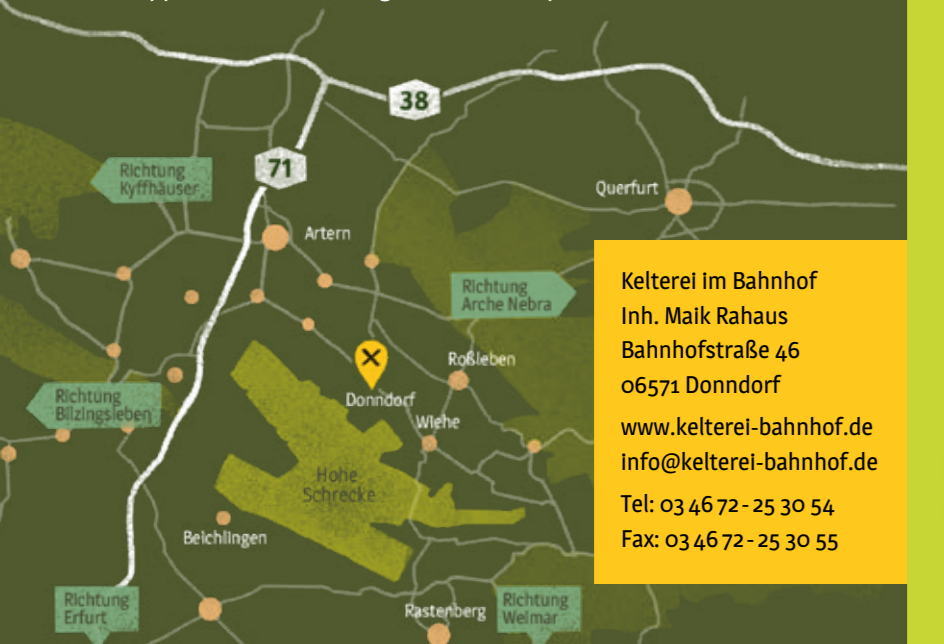 38
71
Richtung
Kyffhäuser
Querfurt
Artern
Richtung
Arche Nebra
Roßleben
Donndorf
Wiehe
Richtung
Bilzingsleben
Hohe
Schrecke
Beichlingen
Richtung
Erfurt
Rastenberg
Richtung
Weimar
Kelterei im Bahnhof
Inh. Maik Rahaus
Bahnhofstraße 46
06571 Donndorf
www.kelterei-bahnhof.de
info@kelterei-bahnhof.de
Tel: 03 46 72 - 25 30 54
Fax: 03 46 72 - 25 30 55